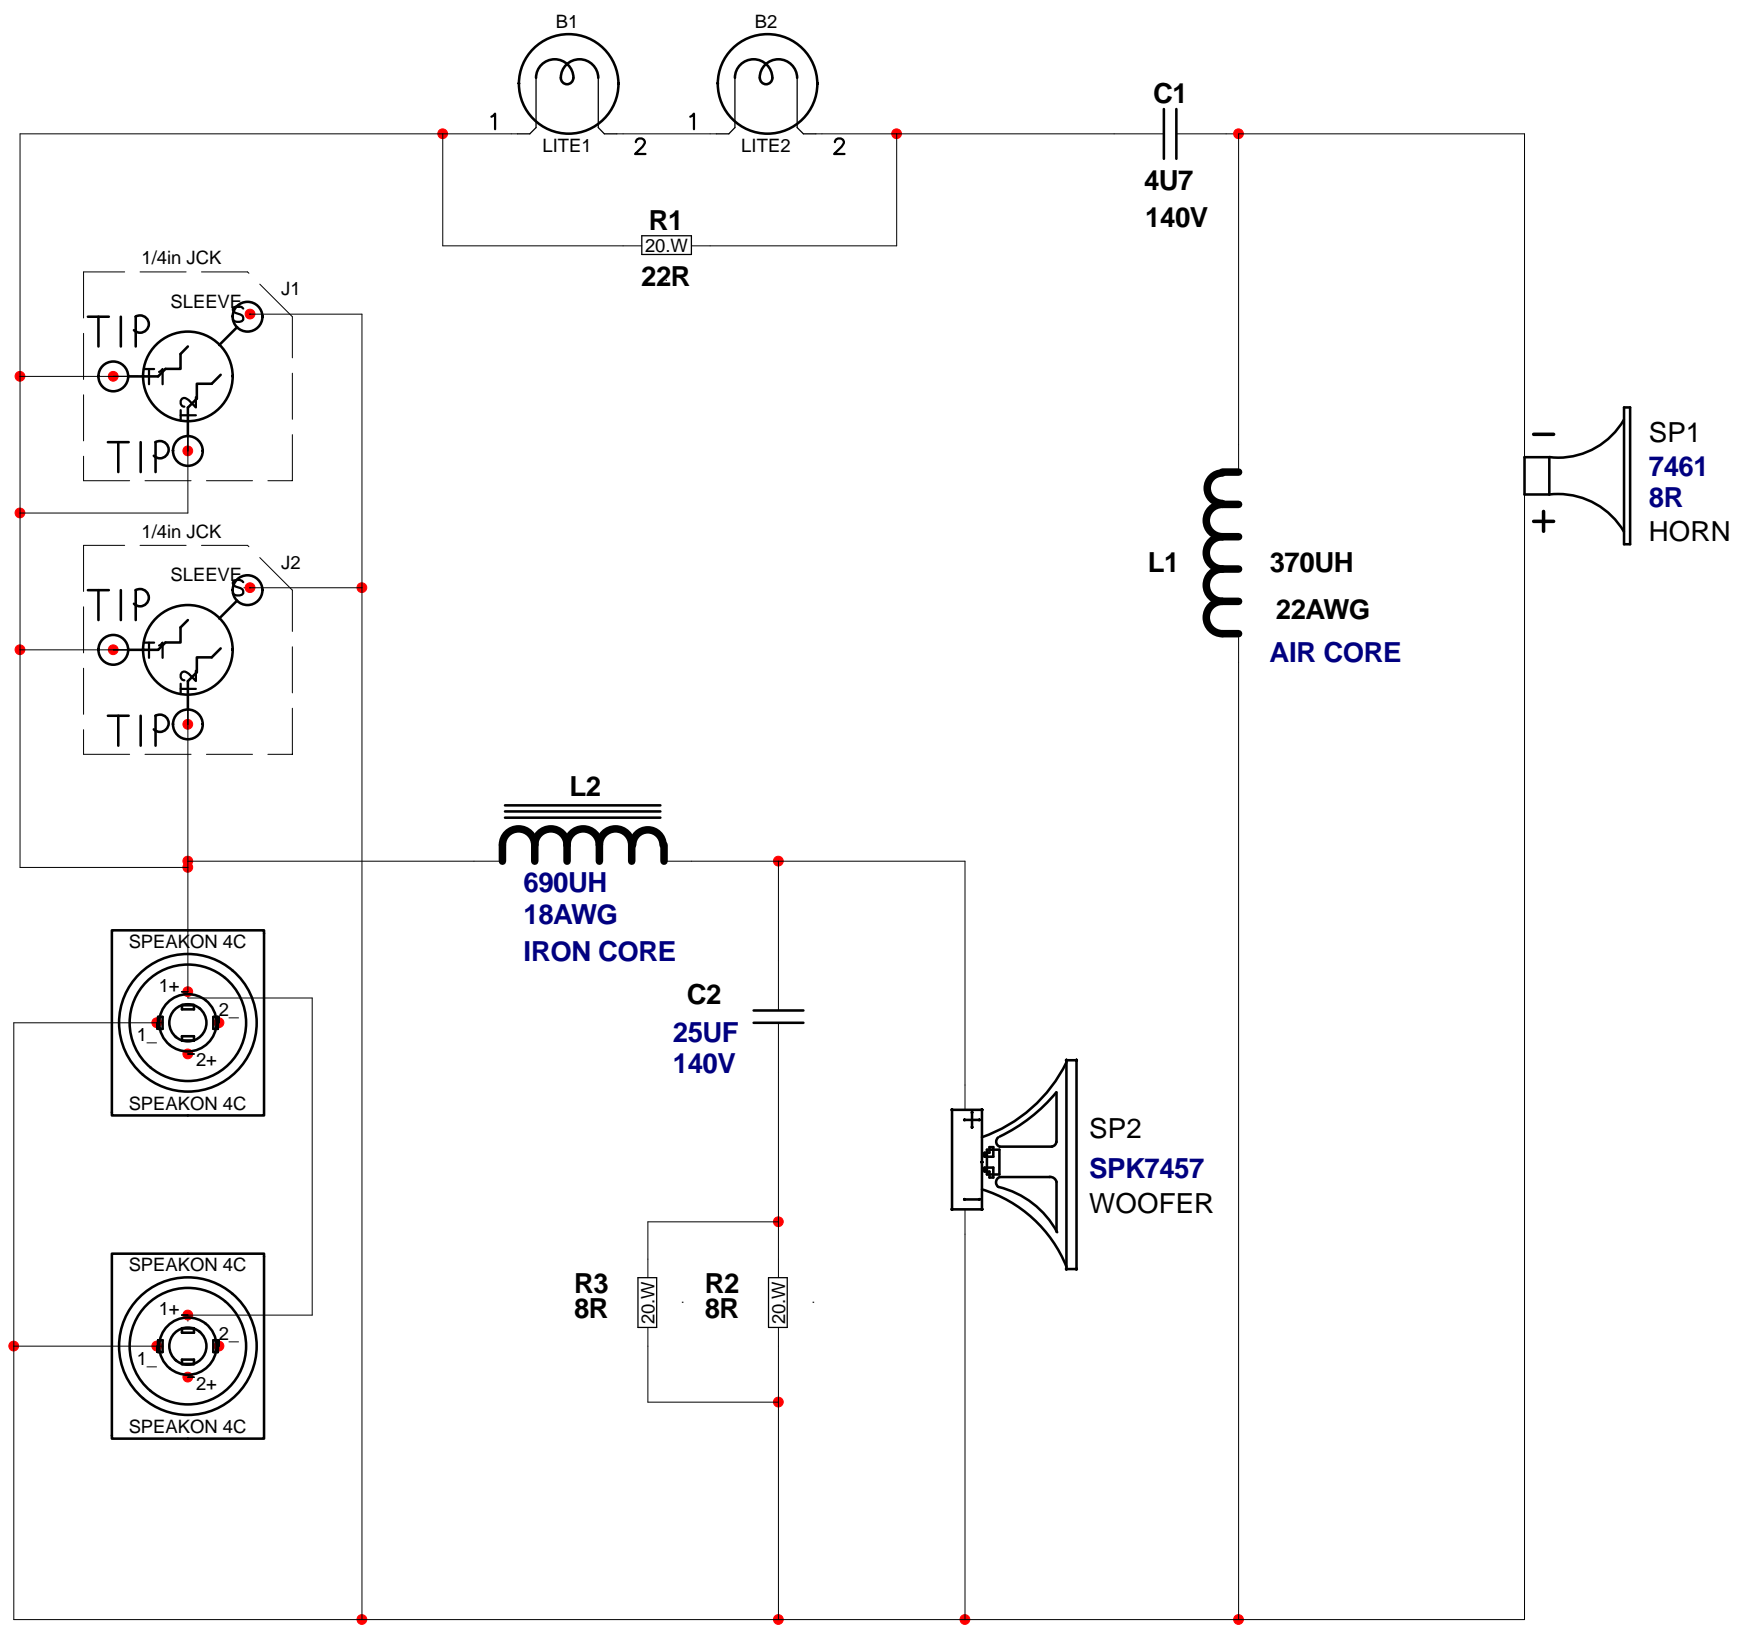 B1
B2
1
LITE1
2
1
LITE2
2
C1
4U7
140V
R1
20.W
22R
1/4in JCK
J1
SLEEVE
S
TIP
T1
T2
TIP
1/4in JCK
J2
SLEEVE
S
TIP
T1
T2
TIP
−
+
SP1
7461
8R
HORN
L1
370UH
22AWG
AIR CORE
L2
690UH
18AWG
IRON CORE
C2
25UF
140V
SPEAKON 4C
1+
2_
1_
2+
SPEAKON 4C
SP2
SPK7457
WOOFER
+
−
SPEAKON 4C
1+
2_
1_
2+
SPEAKON 4C
R3
8R
20.W
R2
8R
20.W